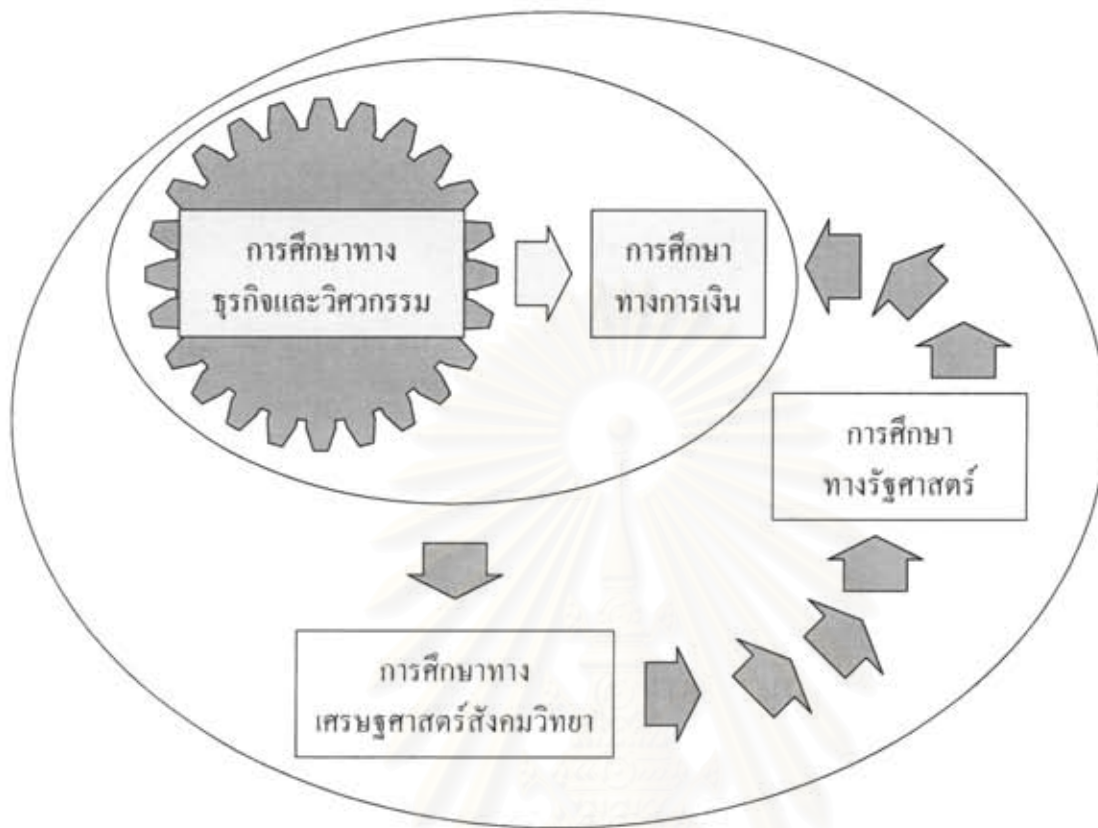 การศึกษาทาง
ธุรกิจและวิศวกรรม
การศึกษา
ทางการเงิน
การศึกษา
ทางรัฐศาสตร์
การศึกษาทาง
เศรษฐศาสตร์สังคมวิทยา